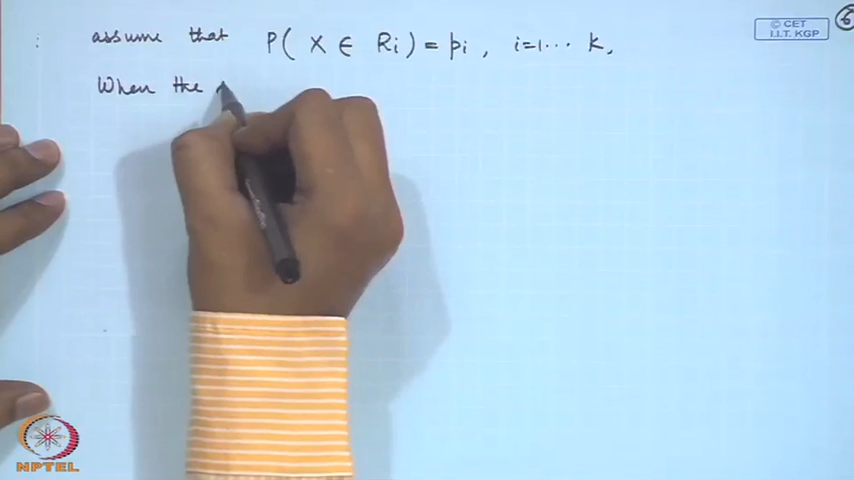 assume that P( X ∈ Ri) = pi , i=1... k,
© CET
I.I.T. KGP
6
When the
NPTEL